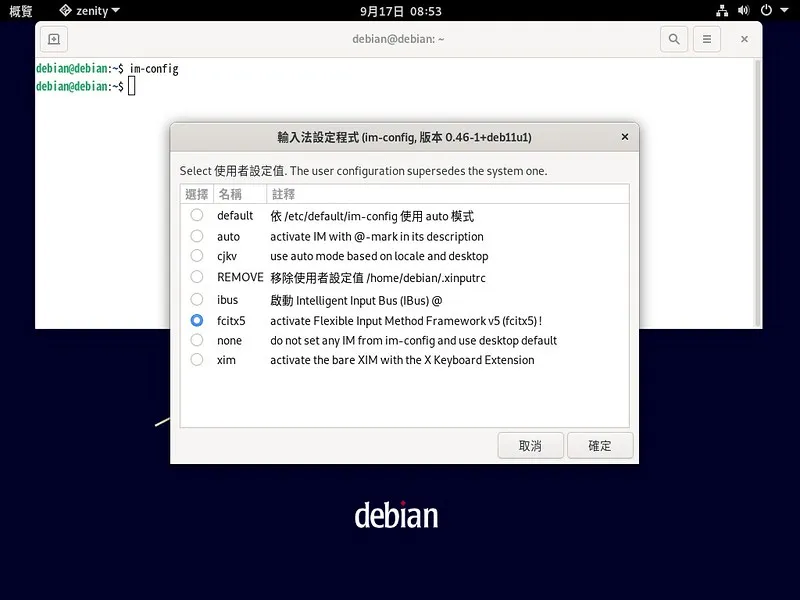 概覽 zenity 9月17日 08:53
debian@debian: ~
debian@debian:~$ im-config
debian@debian:~$
輸入法設定程式 (im-config, 版本 0.46-1+deb11u1)
Select 使用者設定值. The user configuration supersedes the system one.
選擇 名稱 註釋
default 依 /etc/default/im-config 使用 auto 模式
auto activate IM with @-mark in its description
cjkv use auto mode based on locale and desktop
REMOVE 移除使用者設定值 /home/debian/.xinputrc
ibus 啟動 Intelligent Input Bus (IBus) @
fcitx5 activate Flexible Input Method Framework v5 (fcitx5) !
none do not set any IM from im-config and use desktop default
xim activate the bare XIM with the X Keyboard Extension
取消 確定
debian